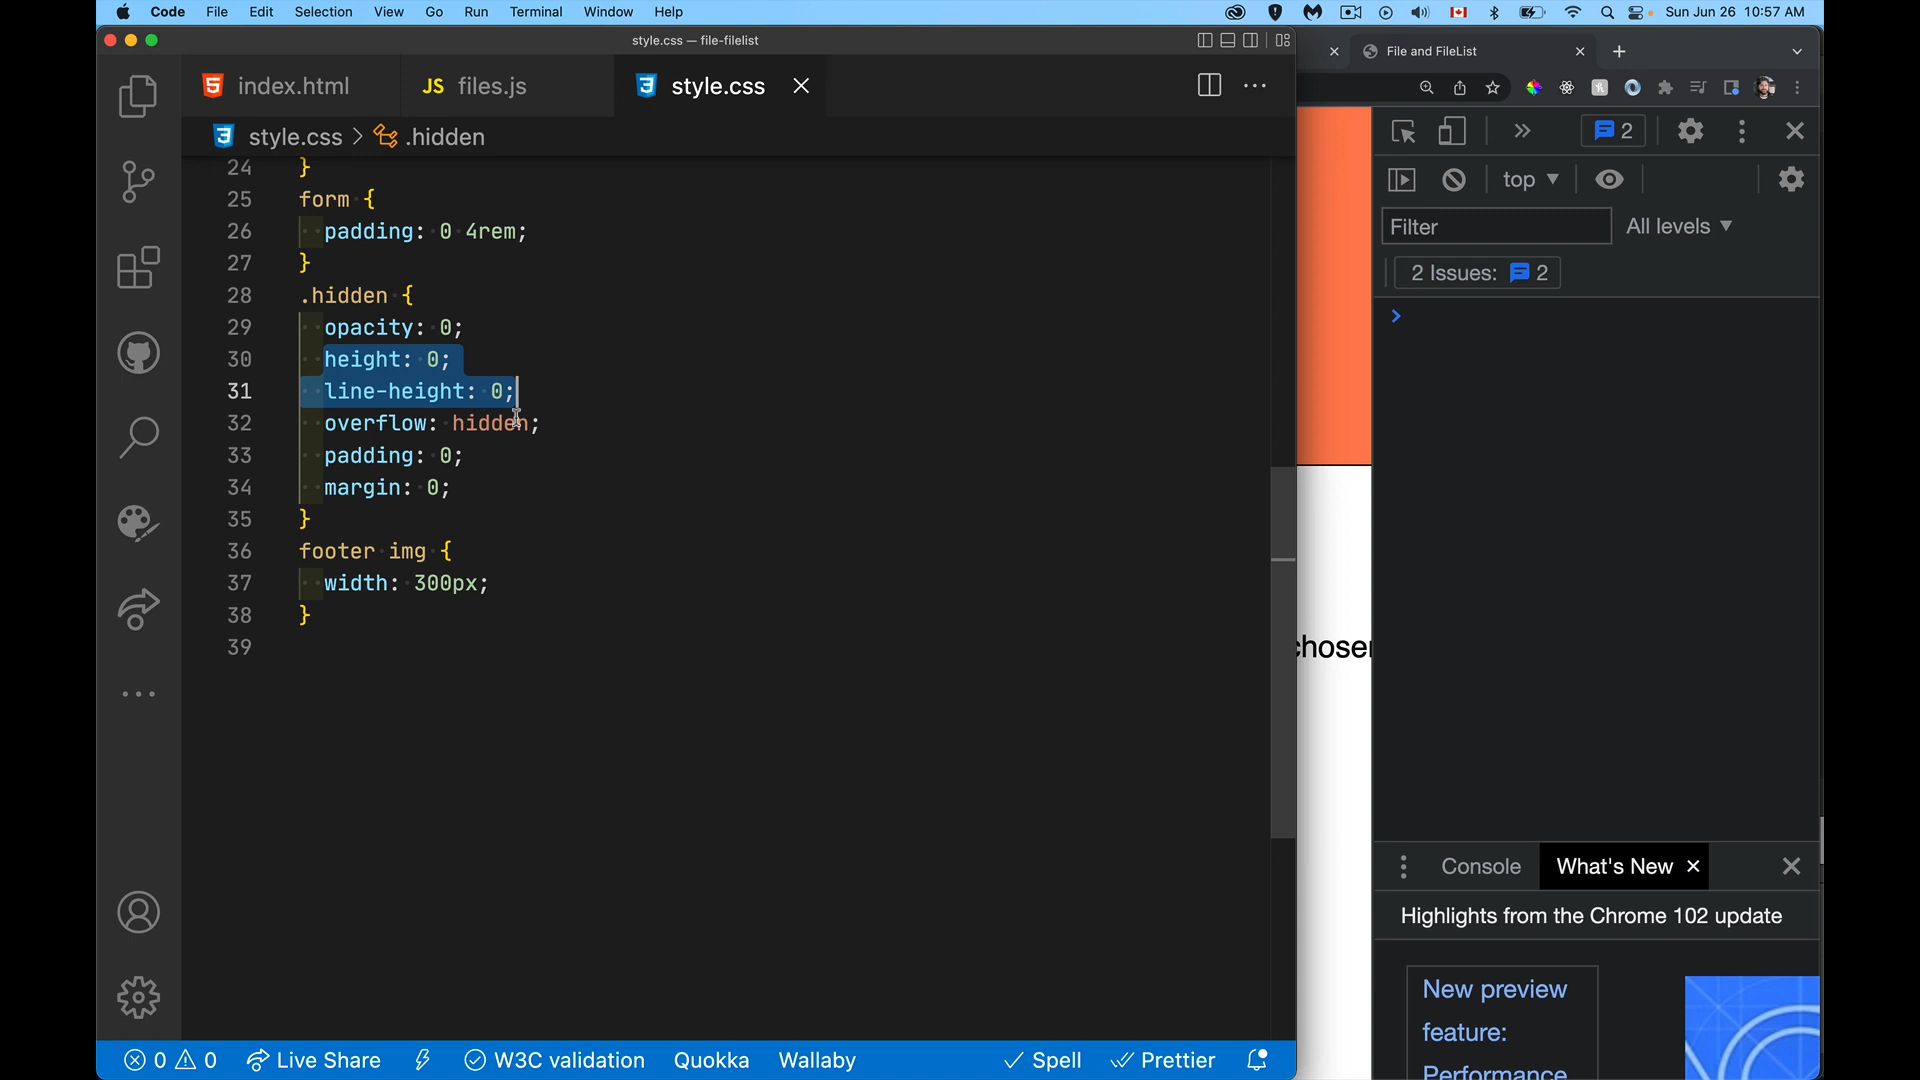 Code File Edit Selection View Go Run Terminal Window Help Sun Jun 26 10:57 AM
style.css — file-filelist
File and FileList
index.html JS files.js style.css
style.css > .hidden
24 }
25 form {
26 padding: 0 4rem;
27 }
28 .hidden {
29 opacity: 0;
30 height: 0;
31 line-height: 0;
32 overflow: hidden;
33 padding: 0;
34 margin: 0;
35 }
36 footer img {
37 width: 300px;
38 }
39
2
top
Filter All levels
2 Issues: 2
Console What's New
Highlights from the Chrome 102 update
New preview
feature:
Performance
0 0 Live Share W3C validation Quokka Wallaby Spell Prettier